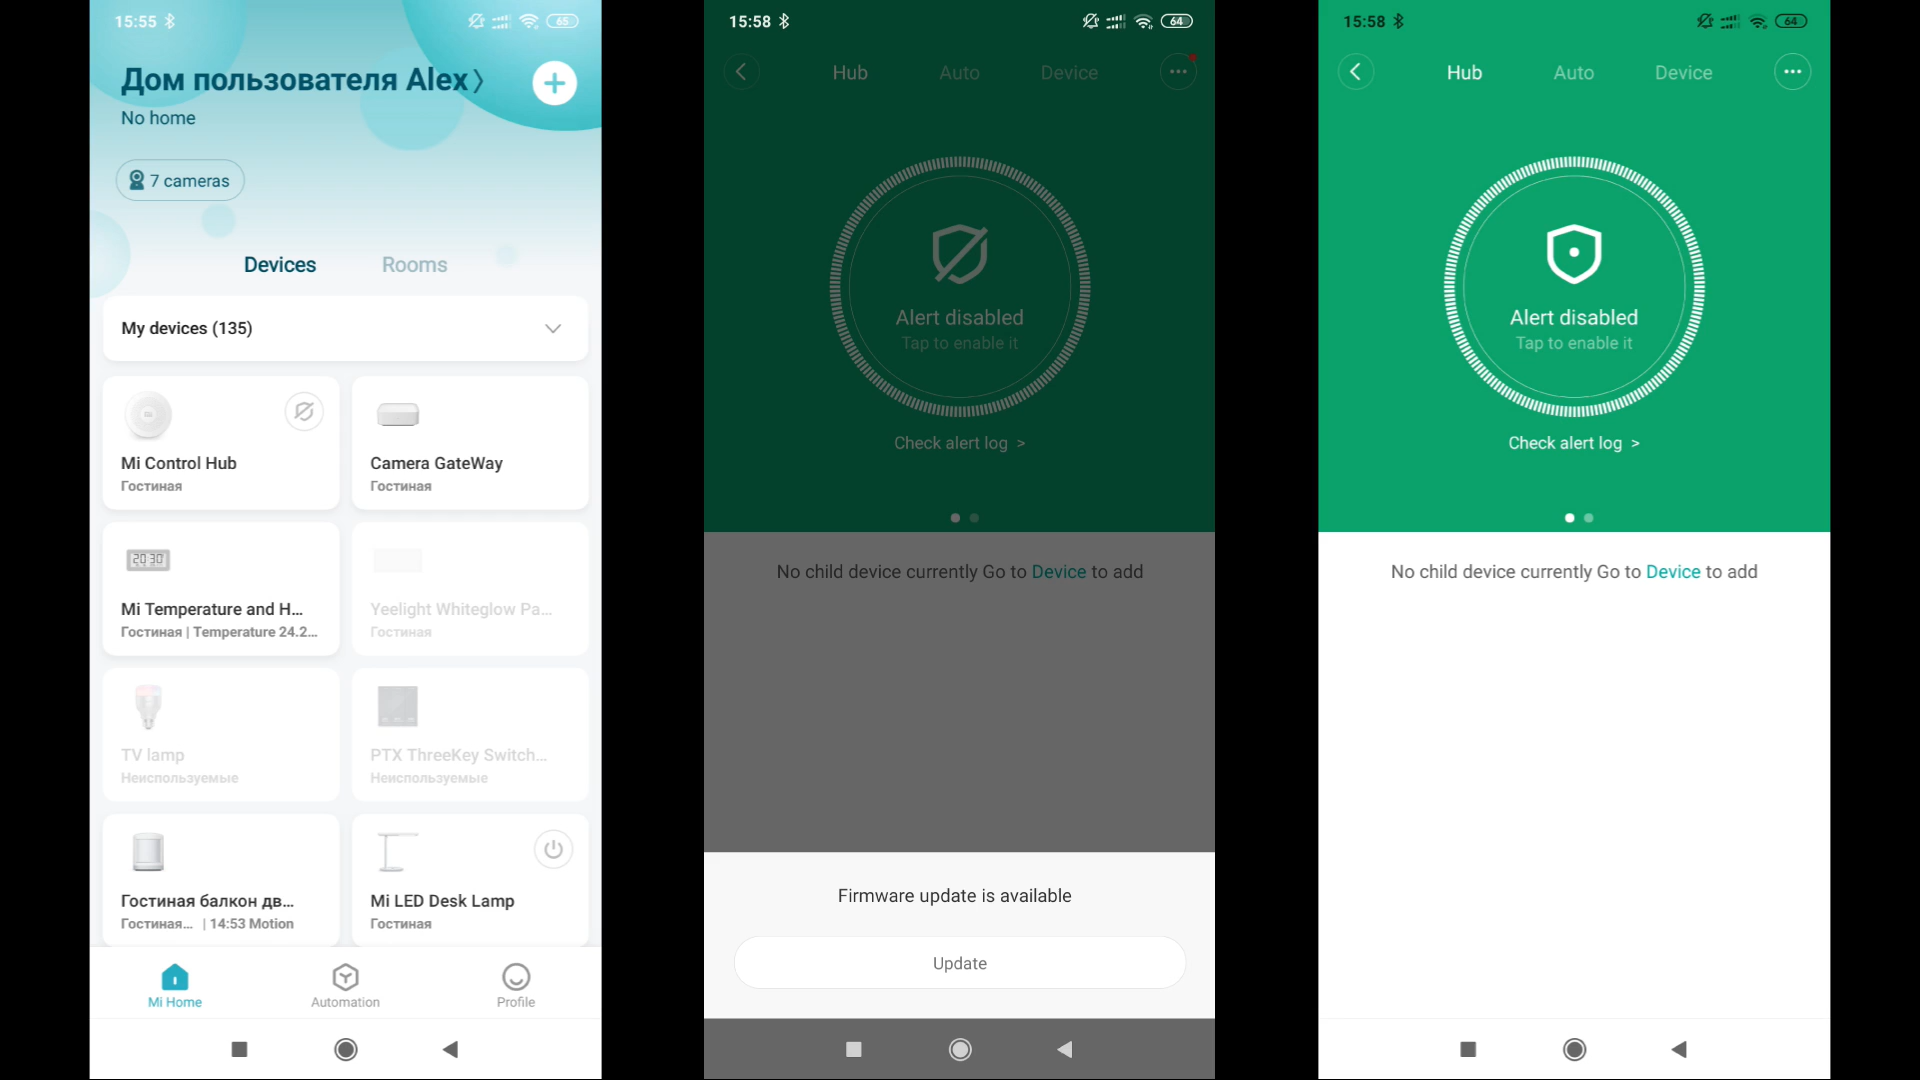 15:55
65
Дом пользователя Alex
No home
7 cameras
Devices
Rooms
My devices (135)
Mi Control Hub
Гостиная
Camera GateWay
Гостиная
20:30
Mi Temperature and H...
Гостиная | Temperature 24.2...
Yeelight Whiteglow Pa...
Гостиная
TV lamp
Неиспользуемые
PTX ThreeKey Switch...
Неиспользуемые
Гостиная балкон дв...
Гостиная... | 14:53 Motion
Mi LED Desk Lamp
Гостиная
Mi Home
Automation
Profile
15:58
64
Hub
Auto
Device
Alert disabled
Tap to enable it
Check alert log >
No child device currently Go to Device to add
Firmware update is available
Update
15:58
64
Hub
Auto
Device
Alert disabled
Tap to enable it
Check alert log >
No child device currently Go to Device to add